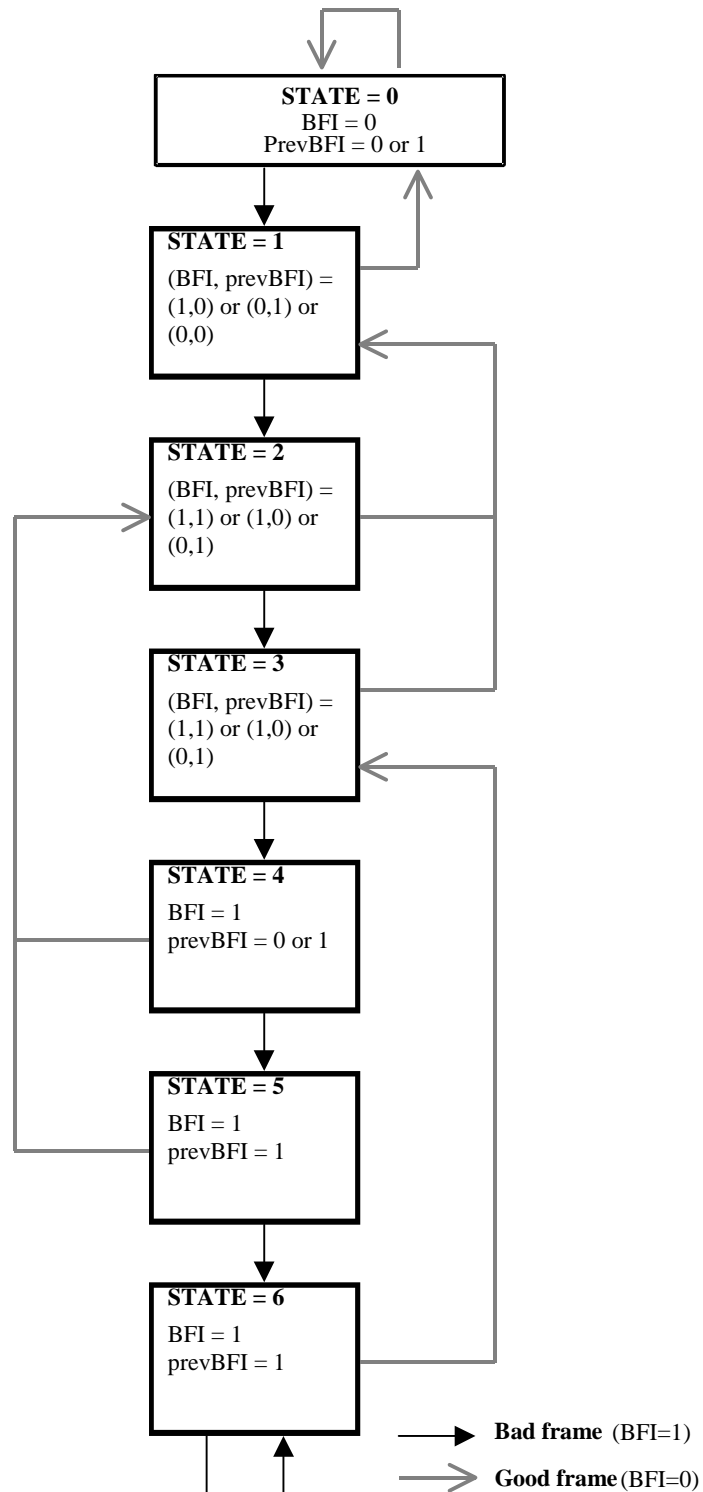 STATE = 0
BFI = 0
PrevBFI = 0 or 1
STATE = 1
(BFI, prevBFI) =
(1,0) or (0,1) or
(0,0)
STATE = 2
(BFI, prevBFI) =
(1,1) or (1,0) or
(0,1)
STATE = 3
(BFI, prevBFI) =
(1,1) or (1,0) or
(0,1)
STATE = 4
BFI = 1
prevBFI = 0 or 1
STATE = 5
BFI = 1
prevBFI = 1
STATE = 6
BFI = 1
prevBFI = 1
Bad frame (BFI=1)
Good frame (BFI=0)